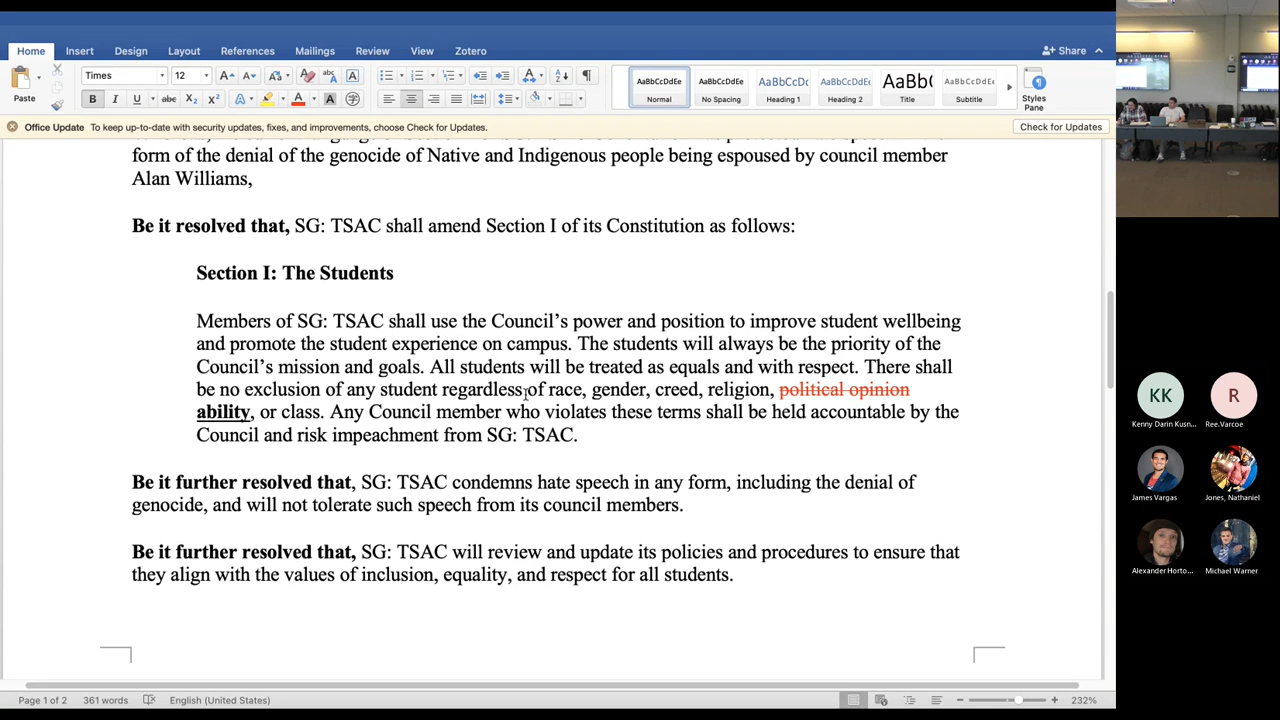 Home Insert Design Layout References Mailings Review View Zotero Share
Paste Times 12 B I U abc X₂ X² A A A
AaBbCcDdEe AaBbCcDdEe AaBbCcDc AaBbCcDdEe AaBb( AaBbCcDdEe
Normal No Spacing Heading 1 Heading 2 Title Subtitle Styles Pane
Office Update To keep up-to-date with security updates, fixes, and improvements, choose Check for Updates. Check for Updates
form of the denial of the genocide of Native and Indigenous people being espoused by council member
Alan Williams,
Be it resolved that, SG: TSAC shall amend Section I of its Constitution as follows:
Section I: The Students
Members of SG: TSAC shall use the Council's power and position to improve student wellbeing
and promote the student experience on campus. The students will always be the priority of the
Council's mission and goals. All students will be treated as equals and with respect. There shall
be no exclusion of any student regardless of race, gender, creed, religion, political opinion
ability, or class. Any Council member who violates these terms shall be held accountable by the
Council and risk impeachment from SG: TSAC.
Be it further resolved that, SG: TSAC condemns hate speech in any form, including the denial of
genocide, and will not tolerate such speech from its council members.
Be it further resolved that, SG: TSAC will review and update its policies and procedures to ensure that
they align with the values of inclusion, equality, and respect for all students.
Page 1 of 2 361 words English (United States) 232%
KK R
Kenny Darin Kusn... Ree.Varcoe
James Vargas Jones, Nathaniel
Alexander Horto... Michael Warner